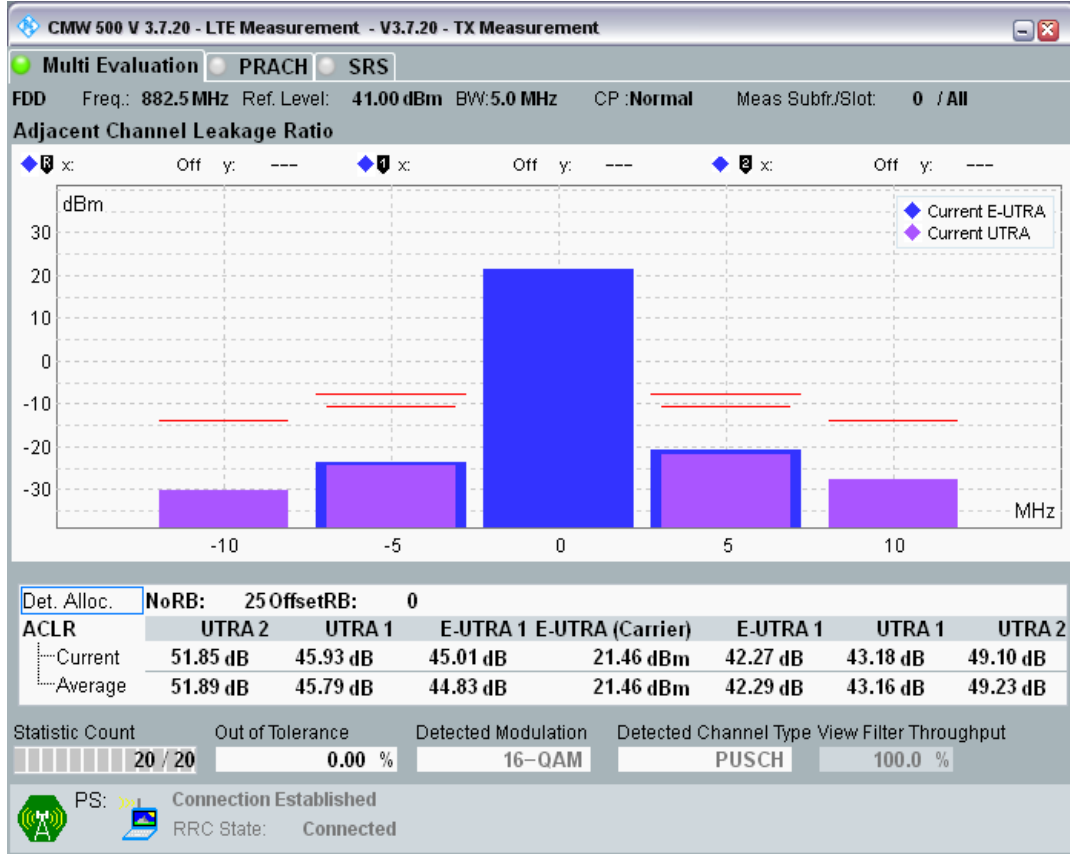 CMW 500 V 3.7.20 - LTE Measurement - V3.7.20 - TX Measurement
Multi Evaluation PRACH SRS
FDD Freq.: 882.5 MHz Ref. Level: 41.00 dBm BW: 5.0 MHz CP : Normal Meas Subfr./Slot: 0 / All
Adjacent Channel Leakage Ratio
R x: Off y: --- 1 x: Off y: --- 2 x: Off y: ---
dBm
Current E-UTRA
Current UTRA
30
20
10
0
-10
-20
-30
MHz
-10 -5 0 5 10
Det. Alloc. NoRB: 25 OffsetRB: 0
ACLR UTRA 2 UTRA 1 E-UTRA 1 E-UTRA (Carrier) E-UTRA 1 UTRA 1 UTRA 2
Current 51.85 dB 45.93 dB 45.01 dB 21.46 dBm 42.27 dB 43.18 dB 49.10 dB
Average 51.89 dB 45.79 dB 44.83 dB 21.46 dBm 42.29 dB 43.16 dB 49.23 dB
Statistic Count Out of Tolerance Detected Modulation Detected Channel Type View Filter Throughput
20 / 20 0.00 % 16-QAM PUSCH 100.0 %
PS: Connection Established
RRC State: Connected